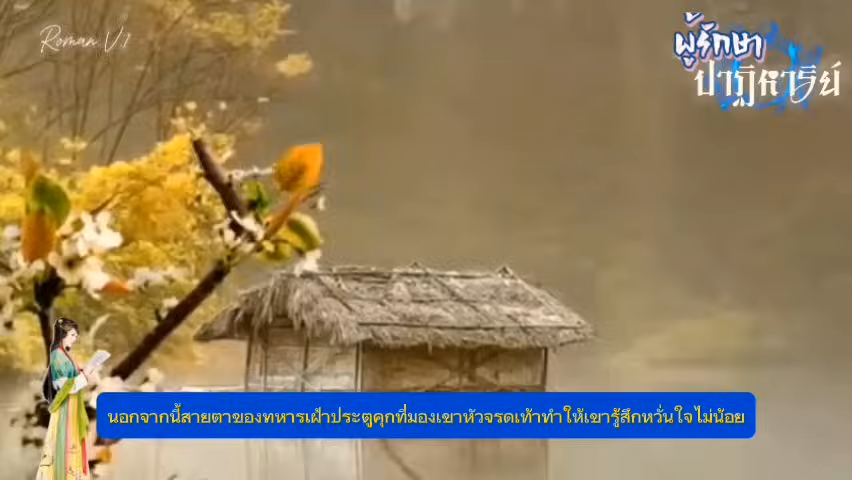 Roman V.1
ผู้รักษา
ปาฏิหาริย์
นอกจากนี้สายตาของทหารเฝ้าประตูคุกที่มองเขาหัวจรดเท้าทำให้เขารู้สึกหวั่นใจไม่น้อย